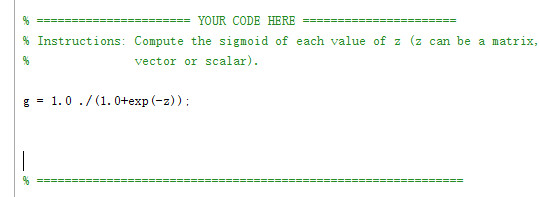 % ====================== YOUR CODE HERE ======================
% Instructions: Compute the sigmoid of each value of z (z can be a matrix,
%               vector or scalar).
g = 1.0 ./(1.0+exp(-z));
% =============================================================